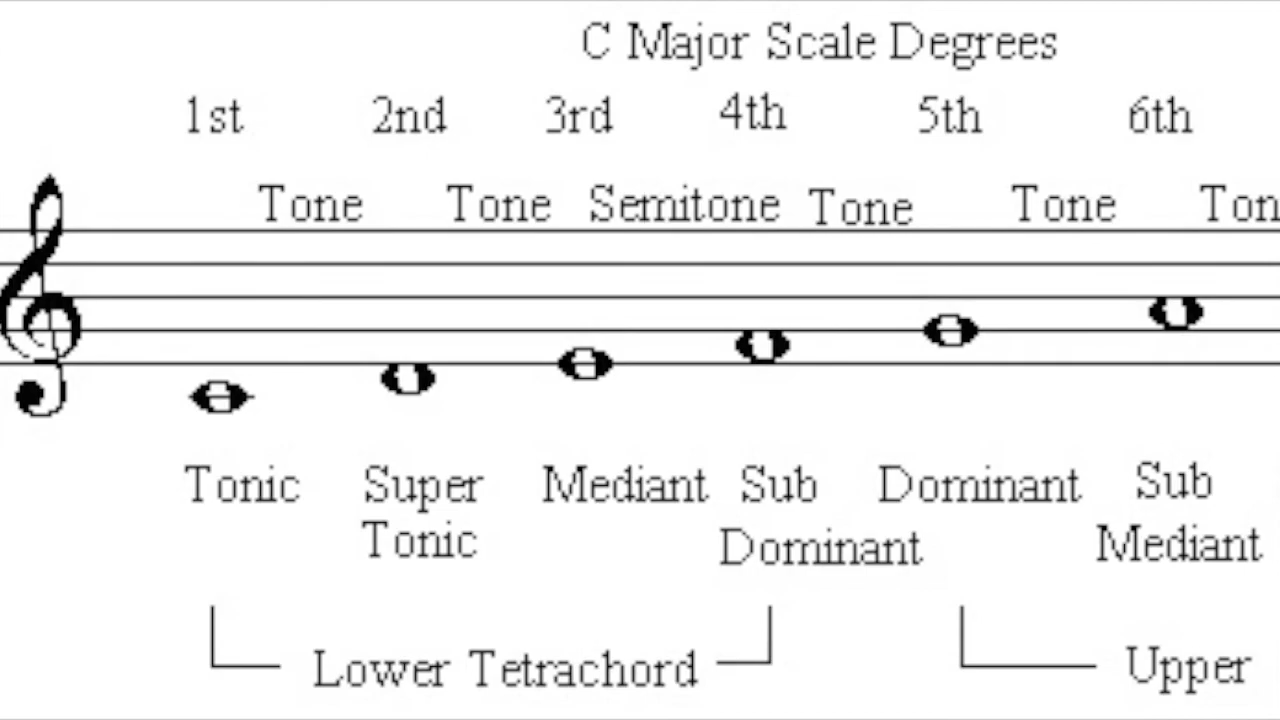 C Major Scale Degrees
1st 2nd 3rd 4th 5th 6th
Tone Tone Semitone Tone Tone Ton
Tonic Super Mediant Sub Dominant Sub
Tonic Dominant Mediant
Lower Tetrachord Upper